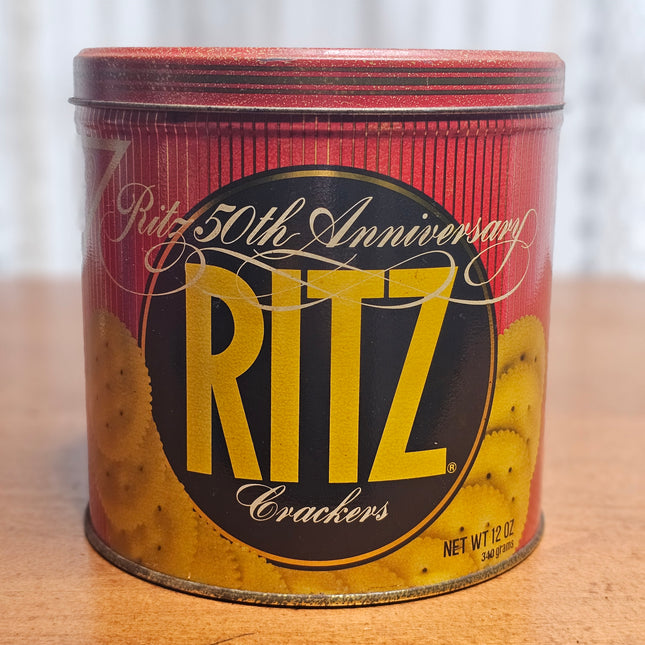 Ritz 50th Anniversary
RITZ®
Crackers
NET WT 12 OZ
340 grams